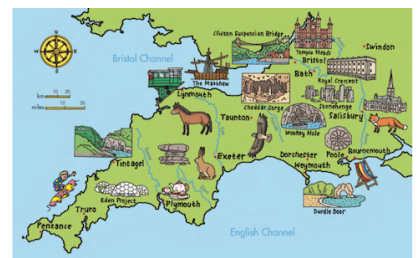 Clifton Suspension Bridge
Temple Meads
Swindon
N
W
E
S
Bristol Channel
Bristol
The Matthew
Bath
Royal Crescent
Lynmouth
km
miles
Cheddar Gorge
Stonehenge
Taunton
Salisbury
Wookey Hole
Tintagel
Exeter
Dorchester
Poole
Bournemouth
Weymouth
Eden Project
Plymouth
Truro
Durdle Door
Penzance
English Channel